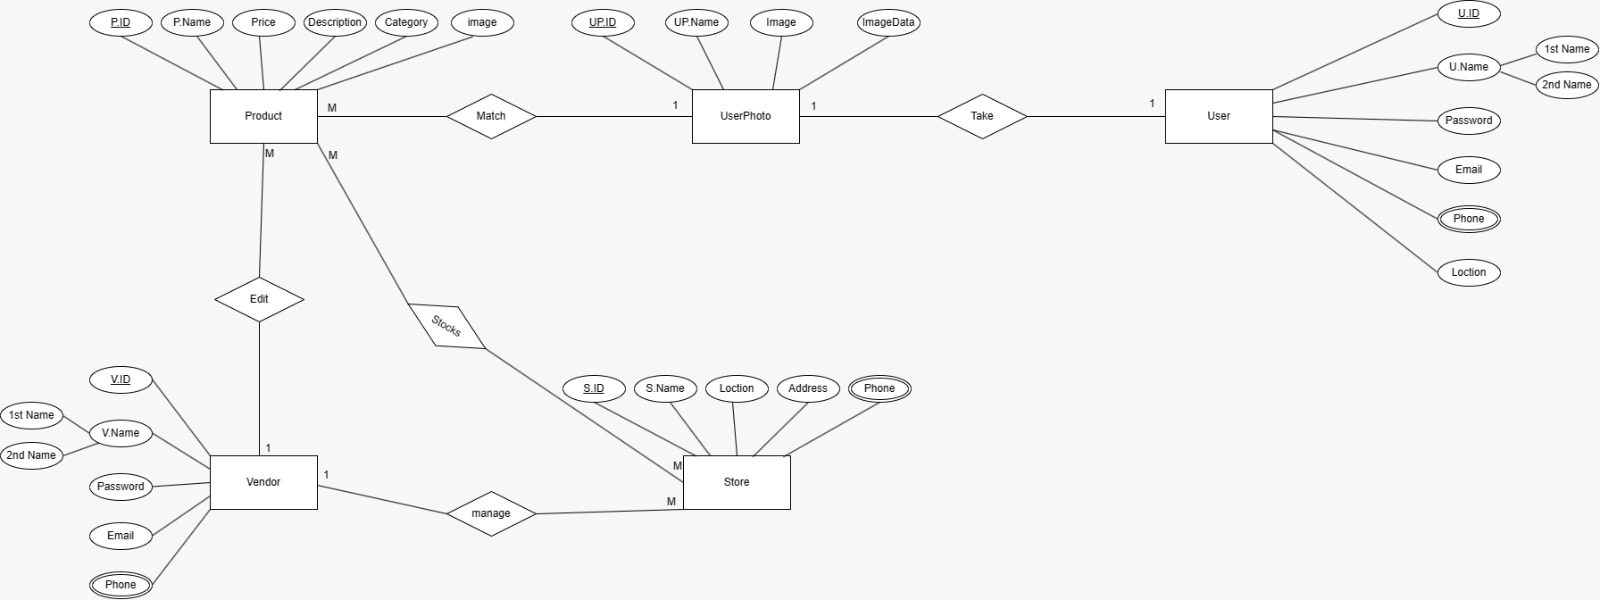 P.ID
P.Name
Price
Description
Category
image
UP.ID
UP.Name
Image
ImageData
U.ID
1st Name
U.Name
2nd Name
Product
M
Match
1
UserPhoto
1
Take
1
User
Password
M
M
Email
Phone
Loction
Edit
Stocks
V.ID
S.ID
S.Name
Loction
Address
Phone
1st Name
V.Name
2nd Name
1
M
Vendor
1
Store
Password
M
manage
Email
Phone